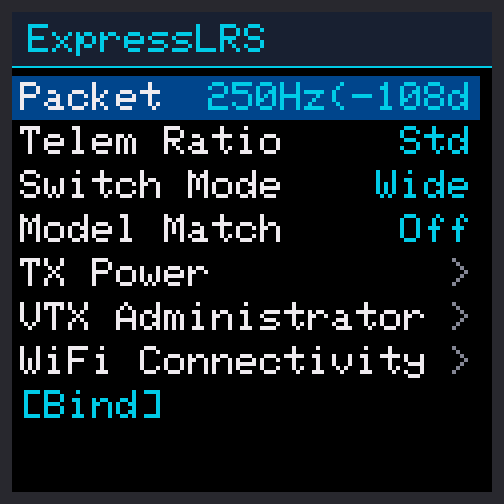 ExpressLRS
Packet 250Hz(-108d
Telem Ratio Std
Switch Mode Wide
Model Match Off
TX Power >
VTX Administrator >
WiFi Connectivity >
[Bind]